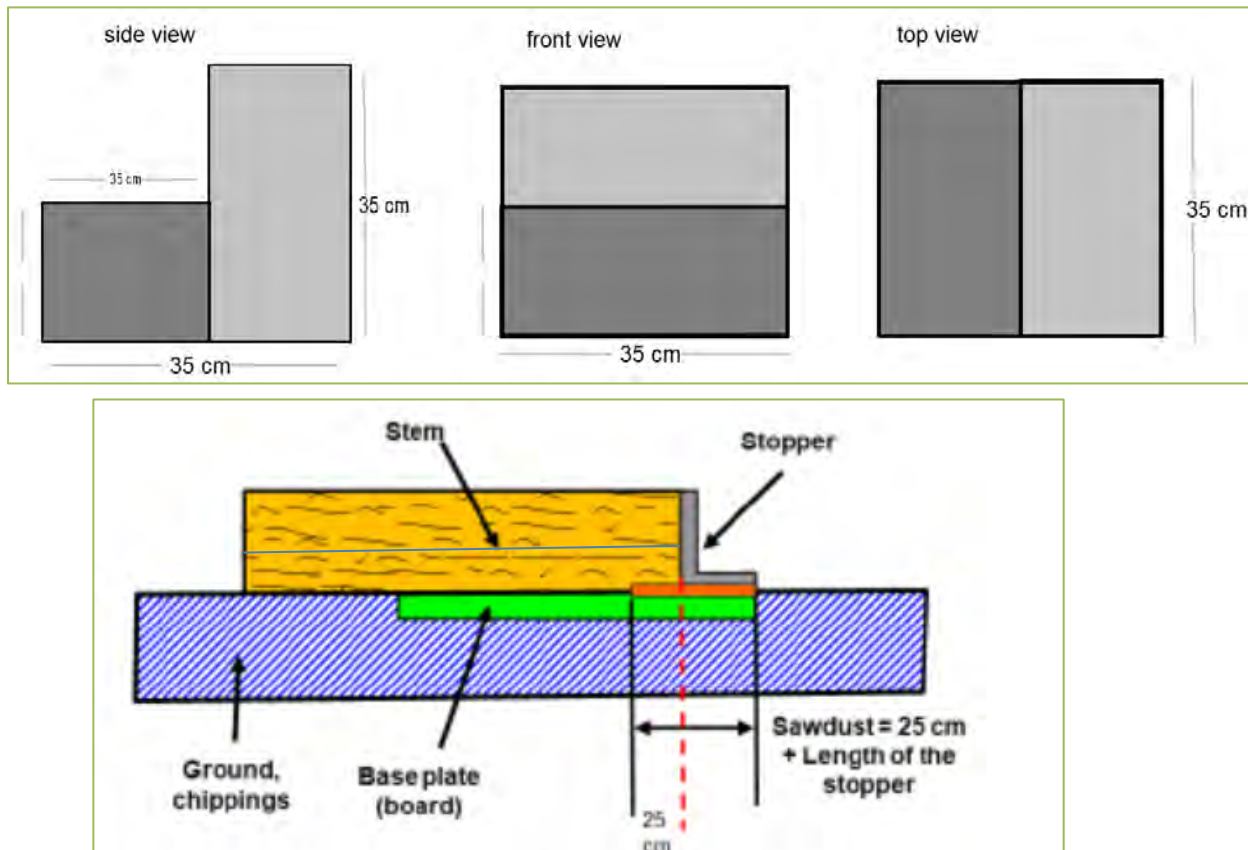 side view
front view
top view
35 cm
35 cm
35 cm
35 cm
35 cm
Stem
Stopper
Ground,
chippings
Base plate
(board)
Sawdust = 25 cm
+ Length of the
stopper
25
cm